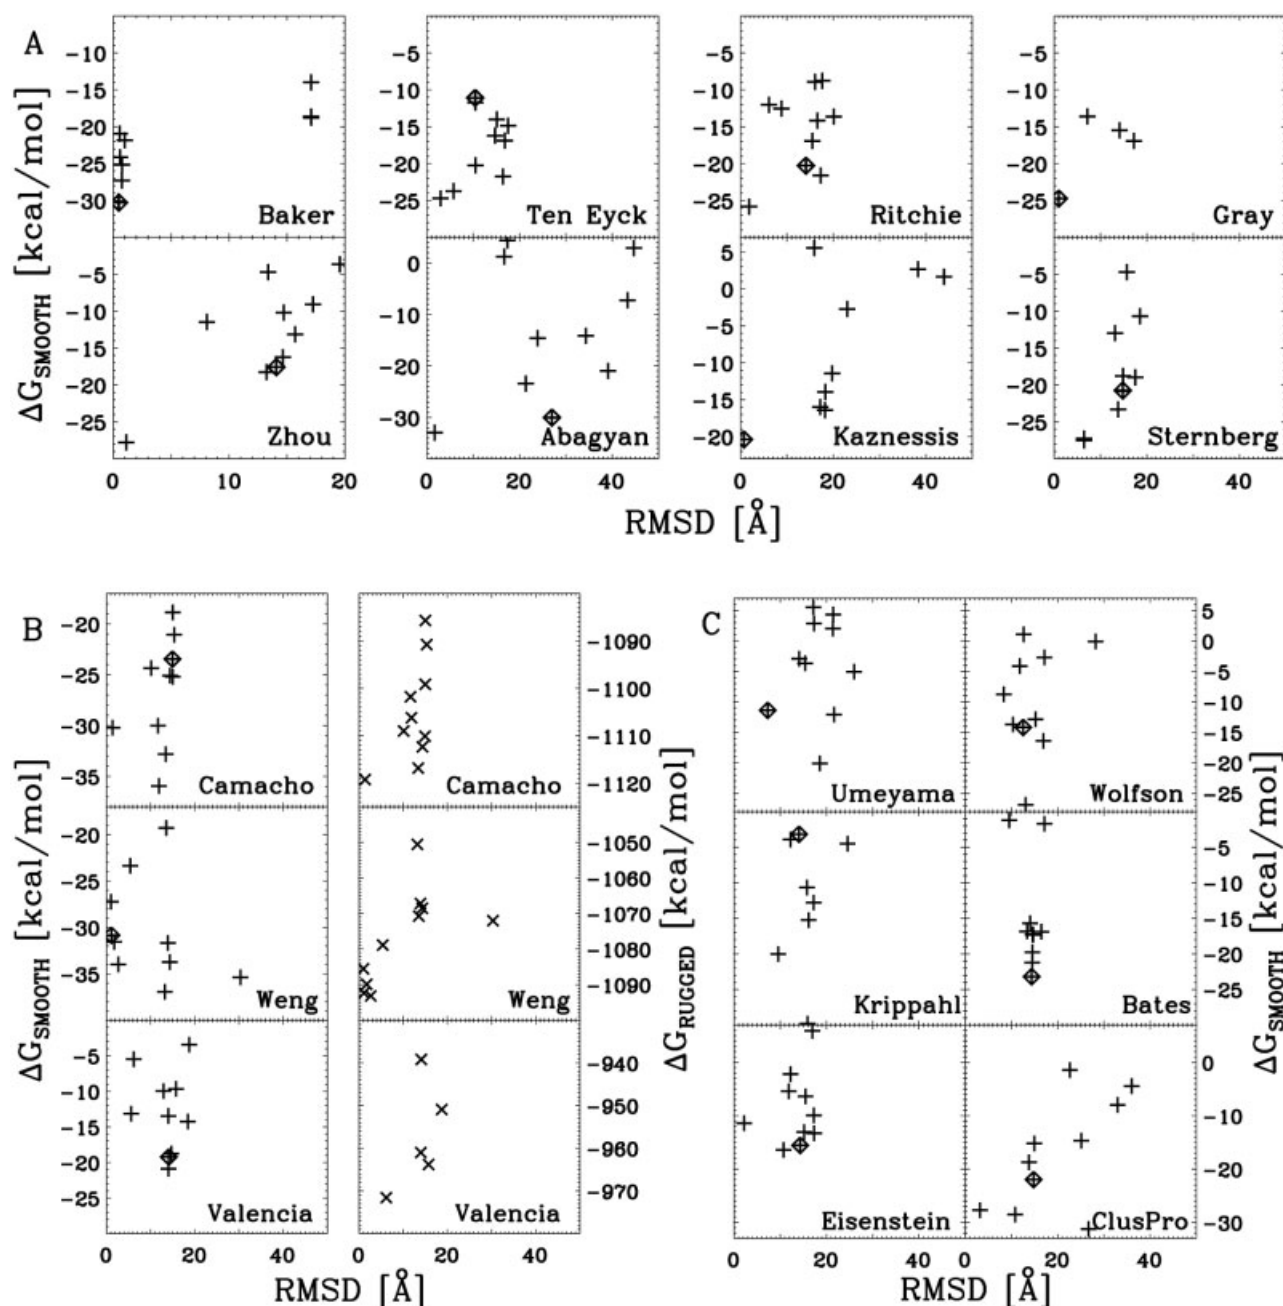 A
ΔG_SMOOTH [kcal/mol]
-10
-15
-20
-25
-30
Baker
-5
-10
-15
-20
-25
Ten Eyck
-5
-10
-15
-20
-25
Ritchie
-5
-10
-15
-20
-25
Gray
-5
-10
-15
-20
-25
Zhou
0
-10
-20
-30
Abagyan
5
0
-5
-10
-15
-20
Kaznessis
-5
-10
-15
-20
-25
Sternberg
0 10 20
0 20 40
0 20 40
0 20 40
RMSD [Å]
B
ΔG_SMOOTH [kcal/mol]
-20
-25
-30
-35
Camacho
Camacho
-1090
-1100
-1110
-1120
-20
-25
-30
-35
Weng
Weng
-1050
-1060
-1070
-1080
-1090
-5
-10
-15
-20
-25
Valencia
Valencia
-940
-950
-960
-970
ΔG_RUGGED [kcal/mol]
0 20 40
0 20 40
RMSD [Å]
C
Umeyama
Wolfson
5
0
-5
-10
-15
-20
-25
Krippahl
Bates
-5
-10
-15
-20
-25
Eisenstein
ClusPro
0
-10
-20
-30
ΔG_SMOOTH [kcal/mol]
0 20 40
0 20 40
RMSD [Å]